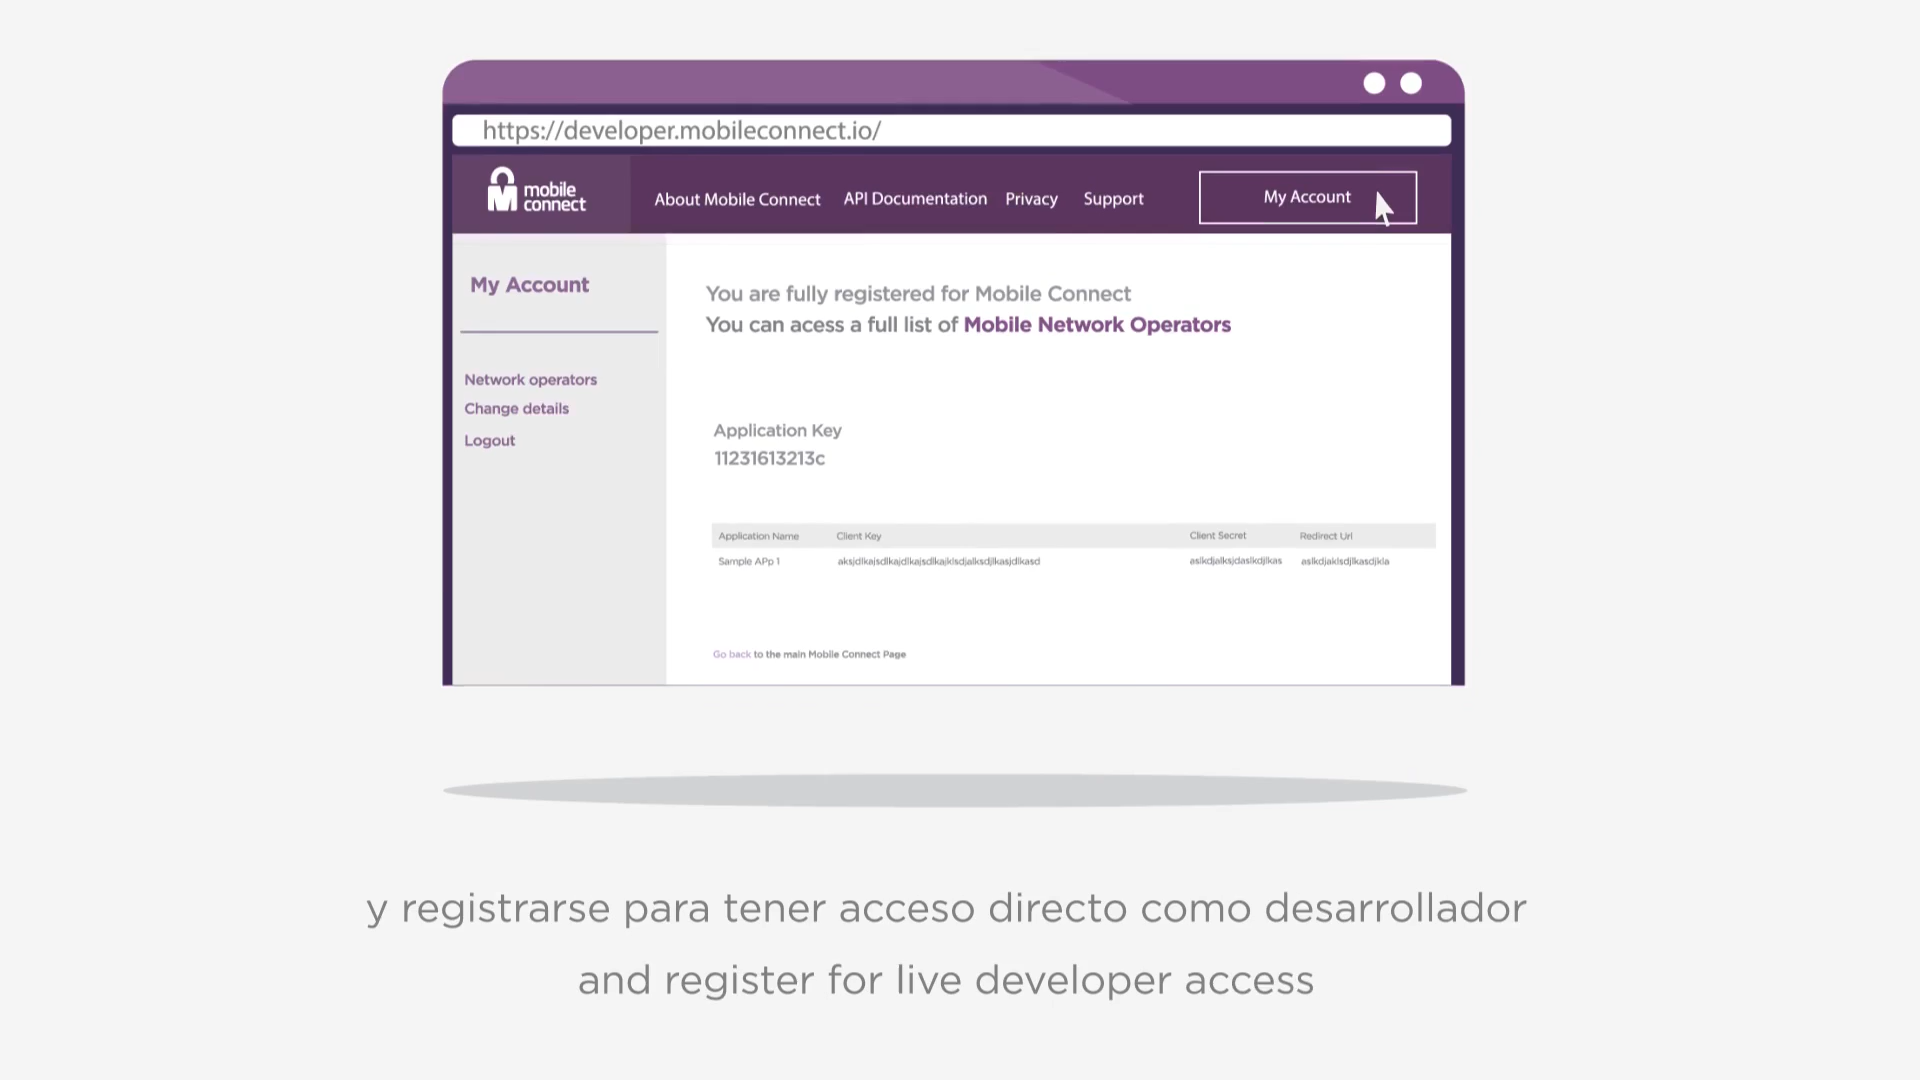 https://developer.mobileconnect.io/
mobile
connect
About Mobile Connect API Documentation Privacy Support My Account
My Account
Network operators
Change details
Logout
You are fully registered for Mobile Connect
You can acess a full list of Mobile Network Operators
Application Key
11231613213c
Application Name Client Key Client Secret Redirect Url
Sample APp 1
Go back to the main Mobile Connect Page
y registrarse para tener acceso directo como desarrollador
and register for live developer access